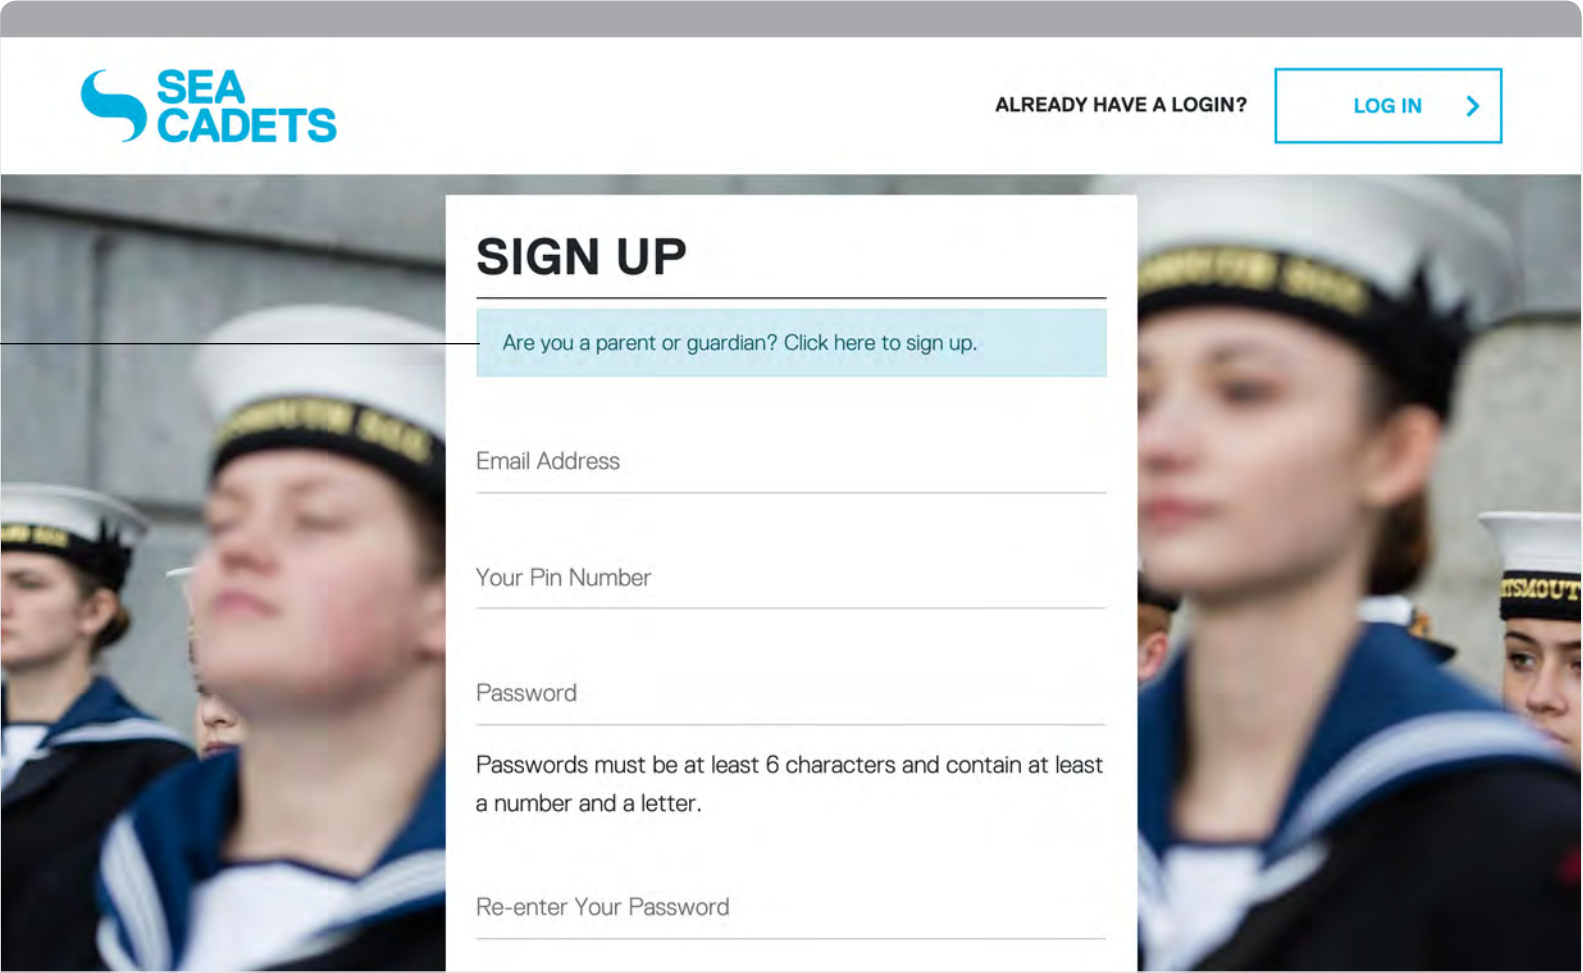 SEA
CADETS
ALREADY HAVE A LOGIN?
LOG IN
SIGN UP
Are you a parent or guardian? Click here to sign up.
Email Address
Your Pin Number
Password
Passwords must be at least 6 characters and contain at least
a number and a letter.
Re-enter Your Password